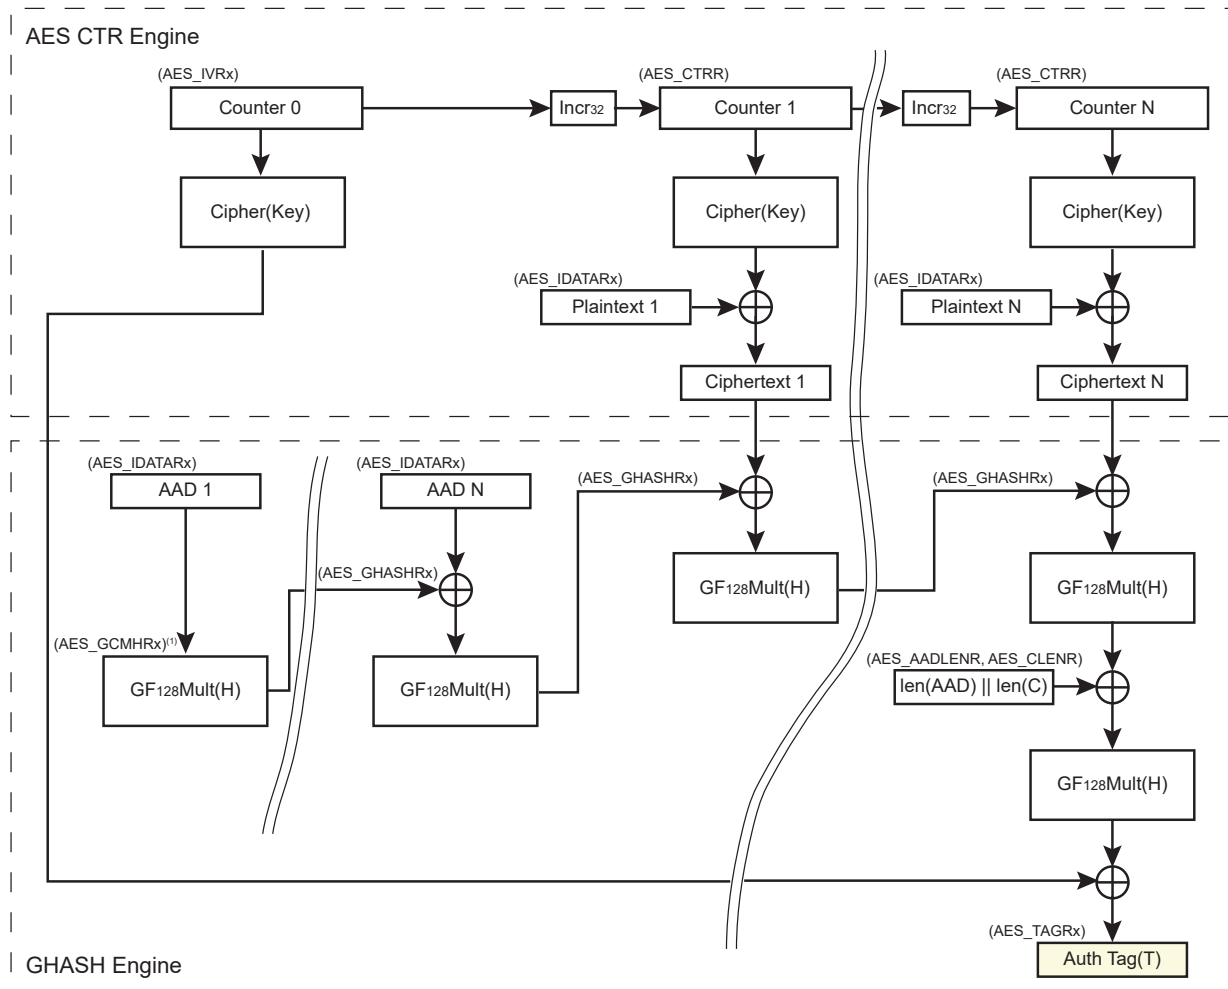 AES CTR Engine
(AES_IVRx)
Counter 0
Incr32
(AES_CTRR)
Counter 1
Incr32
(AES_CTRR)
Counter N
Cipher(Key)
Cipher(Key)
Cipher(Key)
(AES_IDATARx)
Plaintext 1
(AES_IDATARx)
Plaintext N
Ciphertext 1
Ciphertext N
(AES_IDATARx)
AAD 1
(AES_IDATARx)
AAD N
(AES_GHASHRx)
(AES_GHASHRx)
(AES_GHASHRx)
GF128Mult(H)
GF128Mult(H)
(AES_GCMHRx)(1)
GF128Mult(H)
GF128Mult(H)
(AES_AADLENR, AES_CLENR)
len(AAD) || len(C)
GF128Mult(H)
(AES_TAGRx)
Auth Tag(T)
GHASH Engine